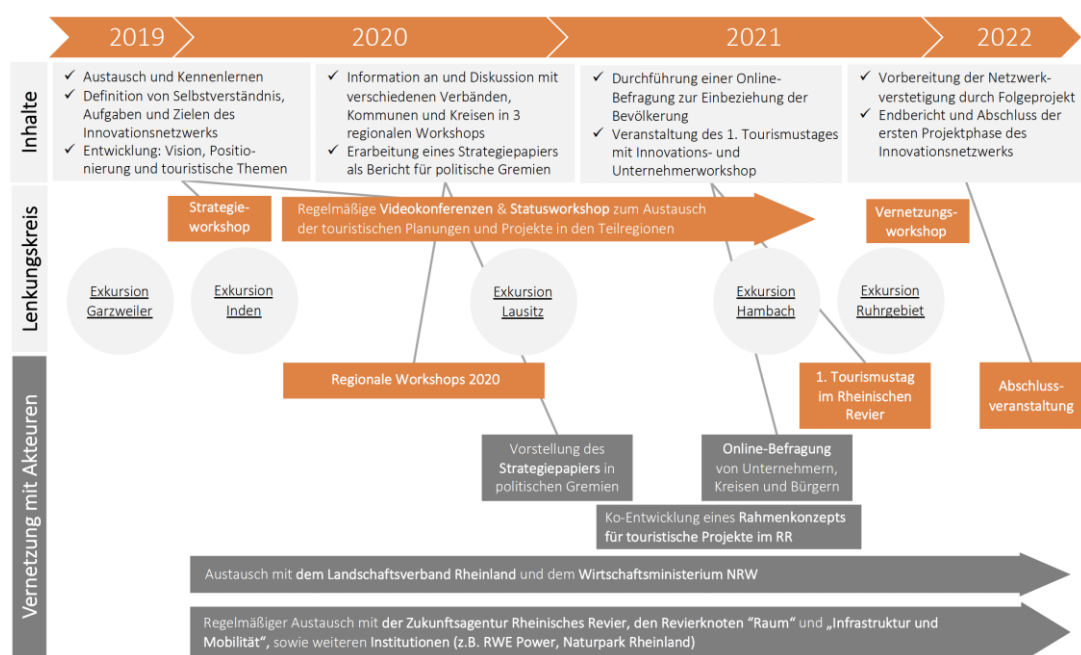 2019
2020
2021
2022
Inhalte
✓ Austausch und Kennenlernen
✓ Definition von Selbstverständnis,
Aufgaben und Zielen des
Innovationsnetzwerks
✓ Entwicklung: Vision, Positio-
nierung und touristische Themen
✓ Information an und Diskussion mit
verschiedenen Verbänden,
Kommunen und Kreisen in 3
regionalen Workshops
✓ Erarbeitung eines Strategiepapiers
als Bericht für politische Gremien
✓ Durchführung einer Online-
Befragung zur Einbeziehung der
Bevölkerung
✓ Veranstaltung des 1. Tourismustages
mit Innovations- und
Unternehmerworkshop
✓ Vorbereitung der Netzwerk-
verstetigung durch Folgeprojekt
✓ Endbericht und Abschluss der
ersten Projektphase des
Innovationsnetzwerks
Lenkungskreis
Strategie-
workshop
Regelmäßige Videokonferenzen & Statusworkshop zum Austausch
der touristischen Planungen und Projekte in den Teilregionen
Vernetzungs-
workshop
Exkursion
Garzweiler
Exkursion
Inden
Exkursion
Lausitz
Exkursion
Hambach
Exkursion
Ruhrgebiet
Vernetzung mit Akteuren
Regionale Workshops 2020
1. Tourismustag
im Rheinischen
Revier
Abschluss-
veranstaltung
Vorstellung des
Strategiepapiers in
politischen Gremien
Online-Befragung
von Unternehmern,
Kreisen und Bürgern
Ko-Entwicklung eines Rahmenkonzepts
für touristische Projekte im RR
Austausch mit dem Landschaftsverband Rheinland und dem Wirtschaftsministerium NRW
Regelmäßiger Austausch mit der Zukunftsagentur Rheinisches Revier, den Revierknoten "Raum" und „Infrastruktur und
Mobilität", sowie weiteren Institutionen (z.B. RWE Power, Naturpark Rheinland)